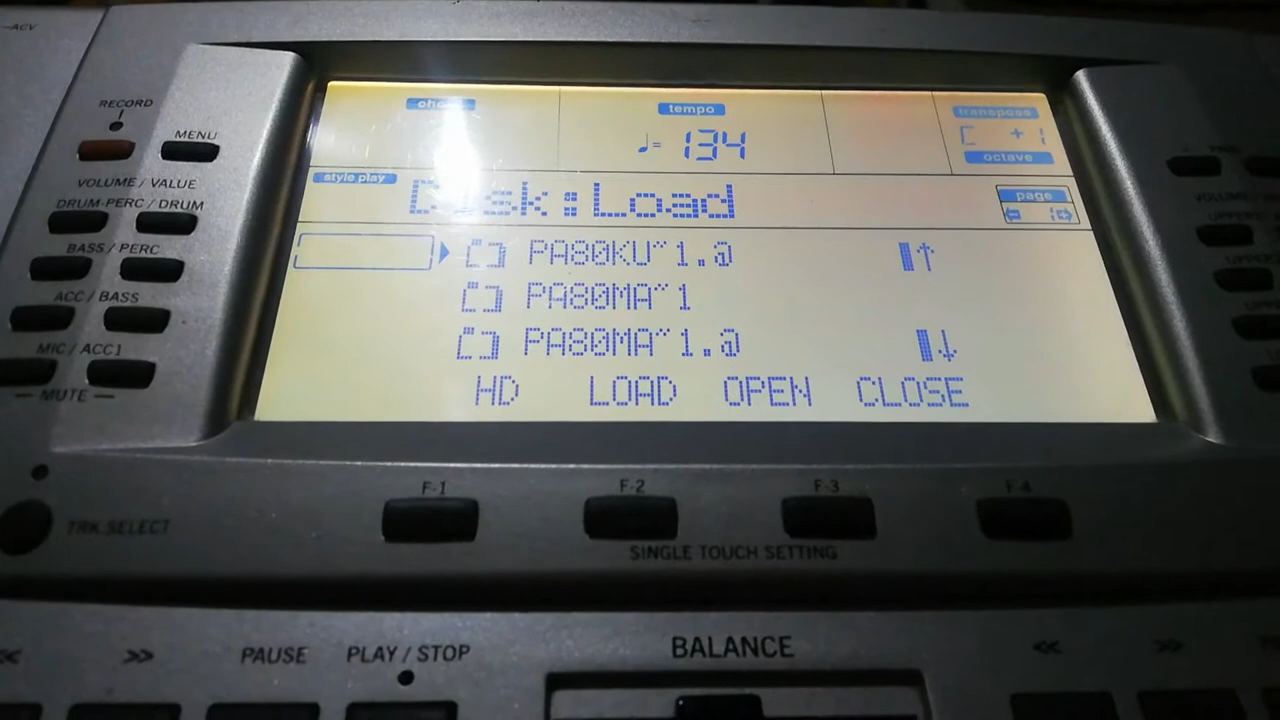 ACV
RECORD
MENU
VOLUME / VALUE
DRUM-PERC / DRUM
BASS / PERC
ACC / BASS
MIC / ACC1
MUTE
TRK.SELECT
tempo
♩= 134
transpose
C +1
octave
style play
Disk:Load
page
PA80KU~1.@
PA80MA~1
PA80MA~1.@
HD LOAD OPEN CLOSE
F-1 F-2 F-3 F-4
SINGLE TOUCH SETTING
<< >> PAUSE PLAY / STOP
BALANCE
<< >>